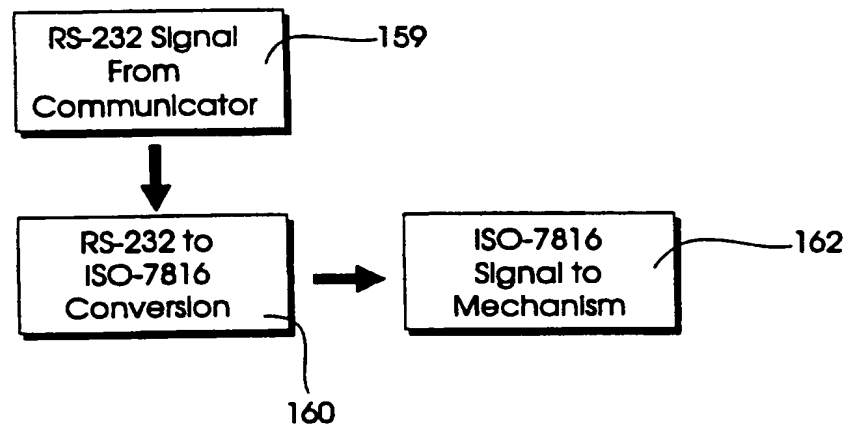 RS-232 Signal
From
Communicator
159
RS-232 to
ISO-7816
Conversion
160
ISO-7816
Signal to
Mechanism
162